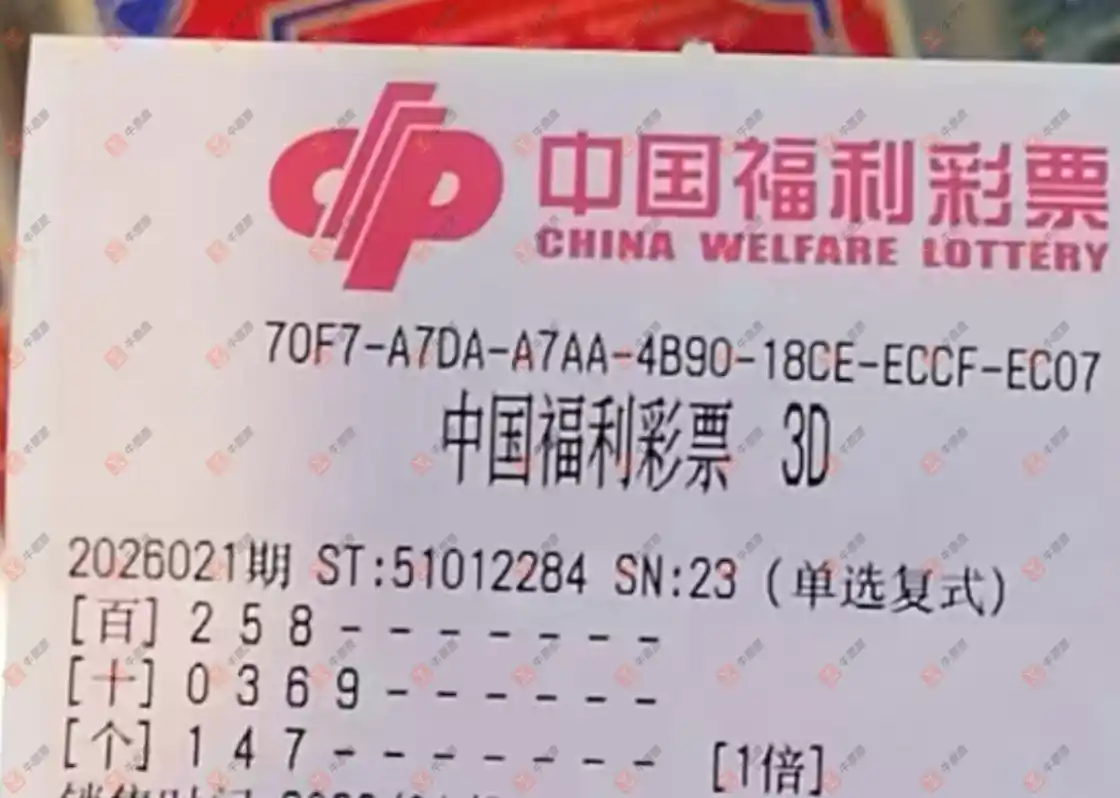 中国福利彩票
CHINA WELFARE LOTTERY
70F7-A7DA-A7AA-4B90-18CE-ECCF-EC07
中国福利彩票 3D
2026021期 ST:51012284 SN:23 (单选复式)
[百] 2 5 8 - - - - - - -
[十] 0 3 6 9 - - - - - -
[个] 1 4 7 - - - - - - - [1倍]